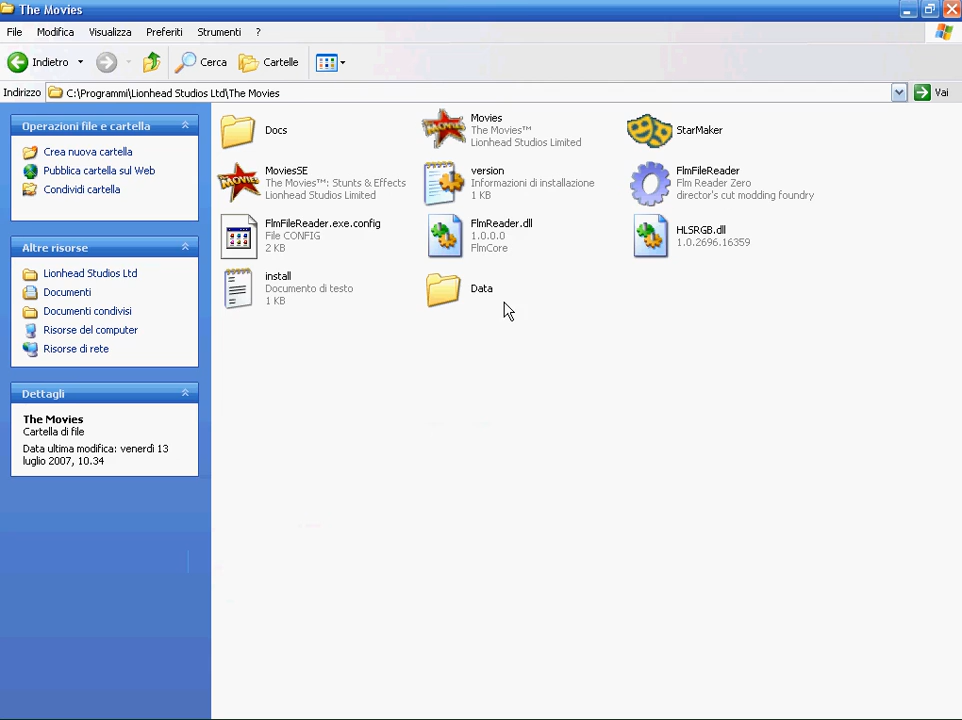 The Movies
File Modifica Visualizza Preferiti Strumenti ?
Indietro Cerca Cartelle
Indirizzo C:\Programmi\Lionhead Studios Ltd\The Movies Vai
Operazioni file e cartella
Crea nuova cartella
Pubblica cartella sul Web
Condividi cartella
Altre risorse
Lionhead Studios Ltd
Documenti
Documenti condivisi
Risorse del computer
Risorse di rete
Dettagli
The Movies
Cartella di file
Data ultima modifica: venerdì 13
luglio 2007, 10.34
Docs
Movies
The Movies™
Lionhead Studios Limited
StarMaker
MoviesSE
The Movies™: Stunts & Effects
Lionhead Studios Limited
version
Informazioni di installazione
1 KB
FlmFileReader
Flm Reader Zero
director's cut modding foundry
FlmFileReader.exe.config
File CONFIG
2 KB
FlmReader.dll
1.0.0.0
FlmCore
HLSRGB.dll
1.0.2696.16359
install
Documento di testo
1 KB
Data